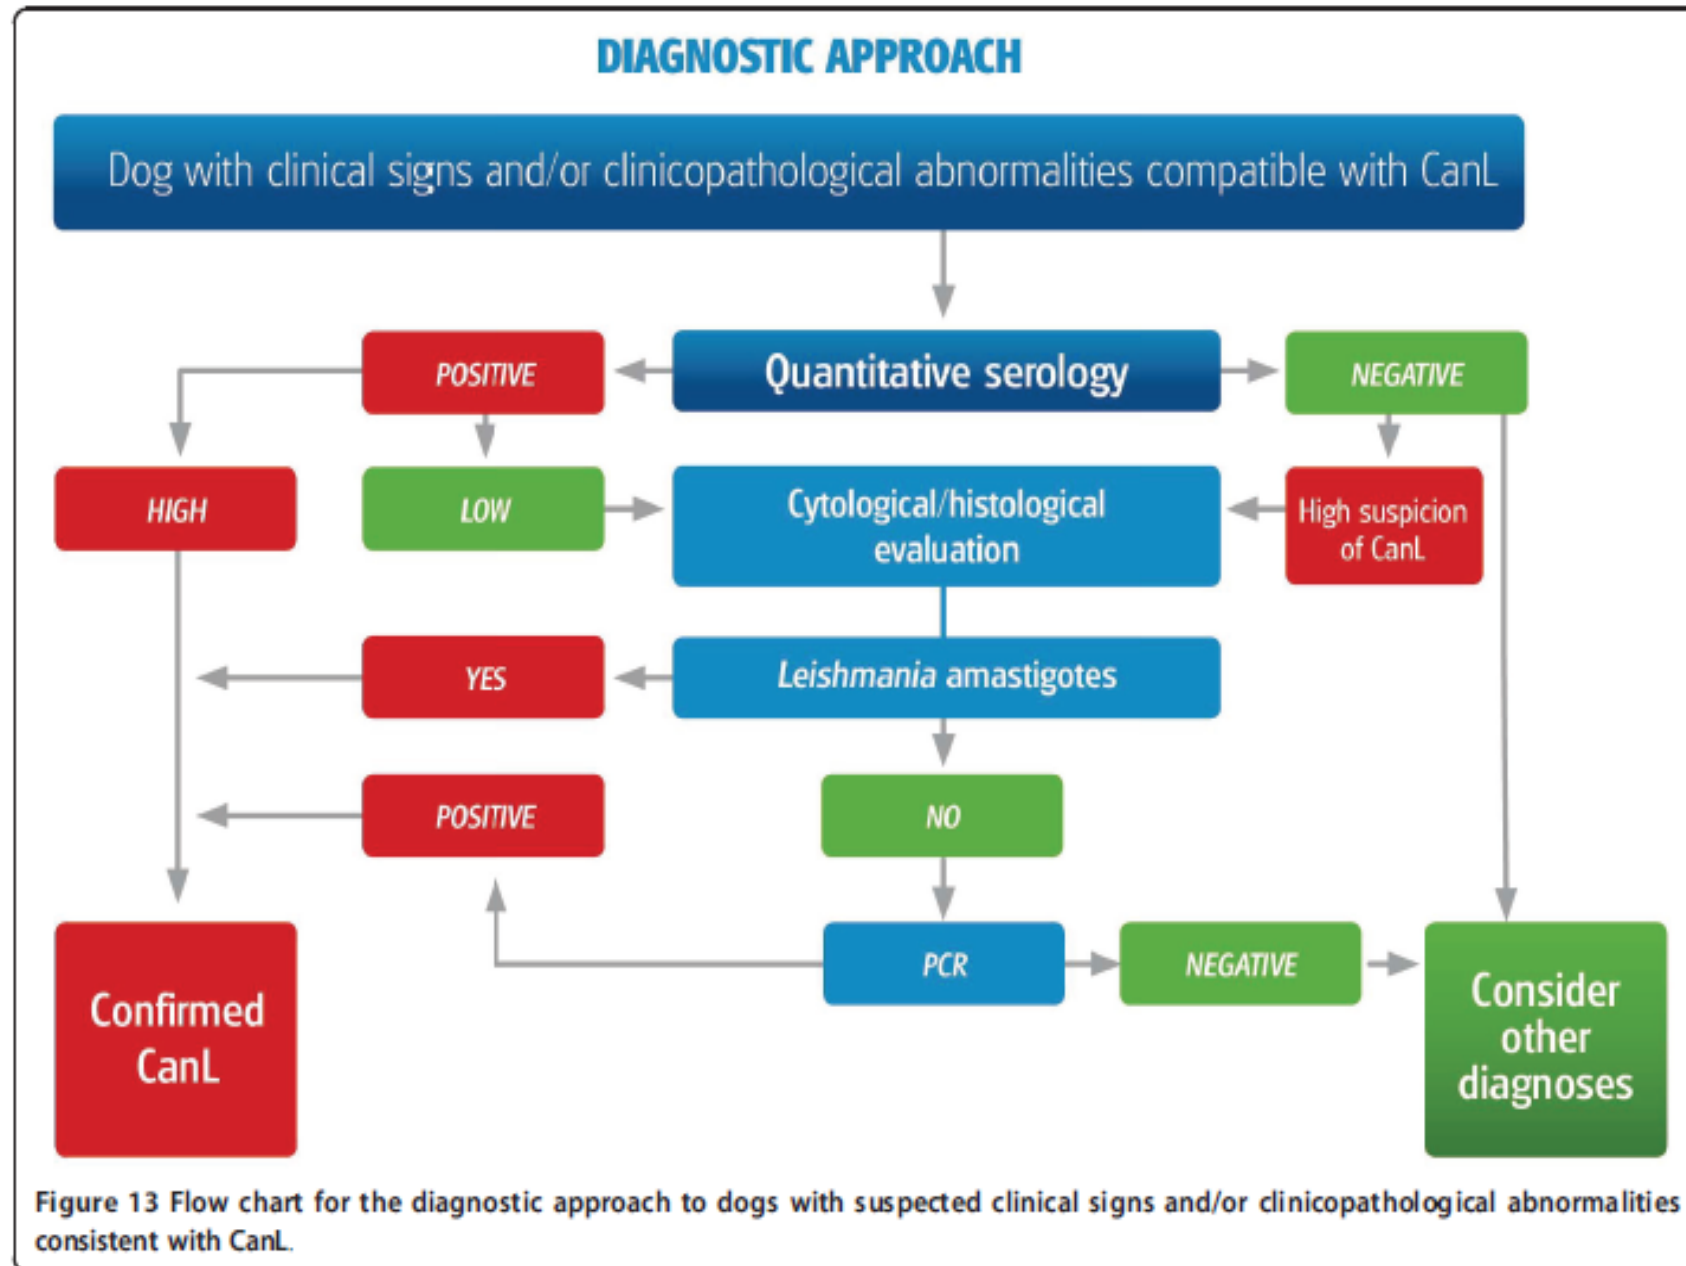 DIAGNOSTIC APPROACH
Dog with clinical signs and/or clinicopathological abnormalities compatible with CanL
POSITIVE
Quantitative serology
NEGATIVE
HIGH
LOW
Cytological/histological
evaluation
High suspicion
of CanL
YES
Leishmania amastigotes
POSITIVE
NO
PCR
NEGATIVE
Confirmed
CanL
Consider
other
diagnoses
Figure 13 Flow chart for the diagnostic approach to dogs with suspected clinical signs and/or clinicopathological abnormalities
consistent with CanL.